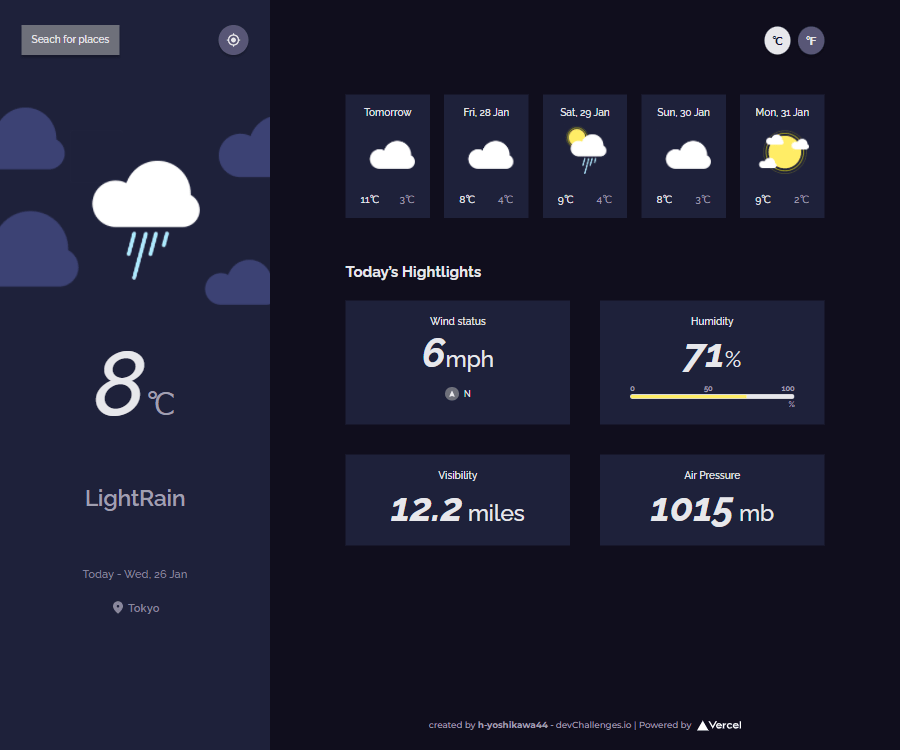 Seach for places
℃
℉
Tomorrow
Fri, 28 Jan
Sat, 29 Jan
Sun, 30 Jan
Mon, 31 Jan
11℃ 3℃
8℃ 4℃
9℃ 4℃
8℃ 3℃
9℃ 2℃
8℃
LightRain
Today - Wed, 26 Jan
Tokyo
Today's Hightlights
Wind status
6mph
N
Humidity
71%
0 50 100
%
Visibility
12.2 miles
Air Pressure
1015 mb
created by h-yoshikawa44 - devChallenges.io | Powered by Vercel